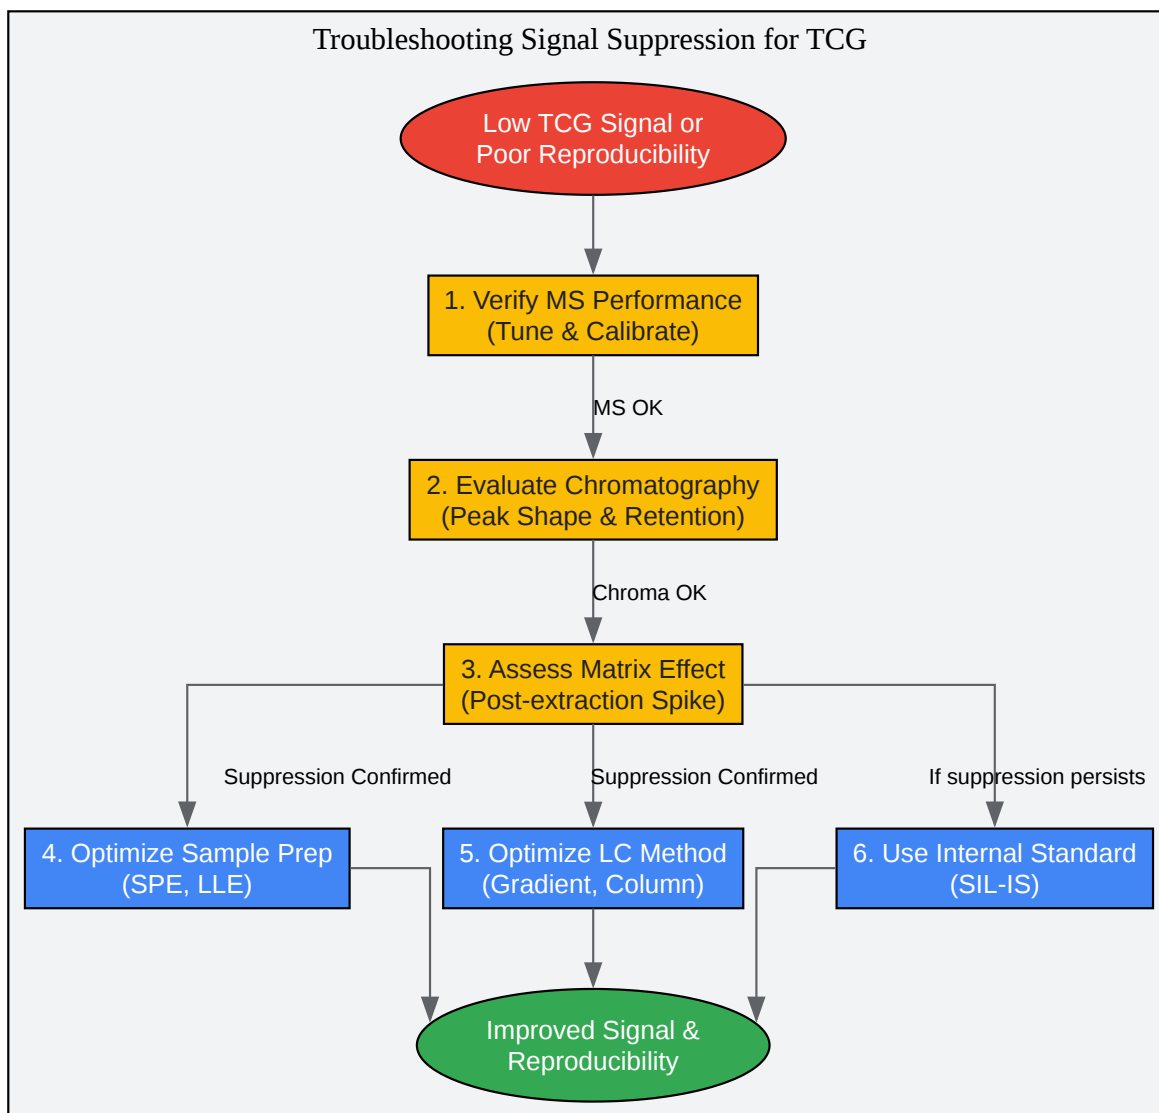 Troubleshooting Signal Suppression for TCG
Low TCG Signal or
Poor Reproducibility
1. Verify MS Performance
(Tune & Calibrate)
MS OK
2. Evaluate Chromatography
(Peak Shape & Retention)
Chroma OK
3. Assess Matrix Effect
(Post-extraction Spike)
Suppression Confirmed
Suppression Confirmed
If suppression persists
4. Optimize Sample Prep
(SPE, LLE)
5. Optimize LC Method
(Gradient, Column)
6. Use Internal Standard
(SIL-IS)
Improved Signal &
Reproducibility